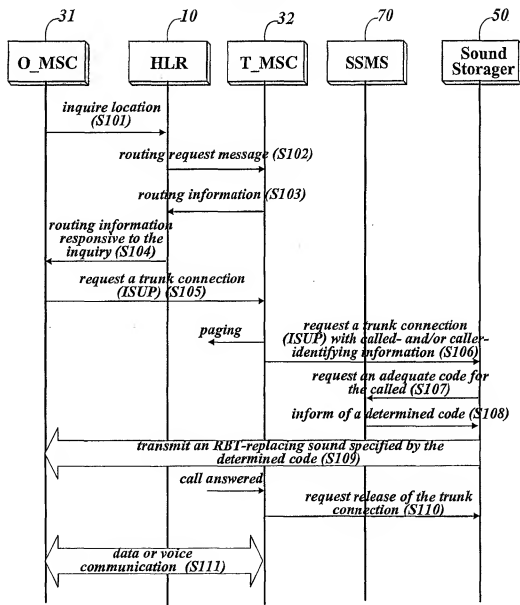 31
10
32
70
50
O_MSC
HLR
T_MSC
SSMS
Sound
Storager
inquire location
(S101)
routing request message (S102)
routing information (S103)
routing information
responsive to the
inquiry (S104)
request a trunk connection
(ISUP) (S105)
paging
request a trunk connection
(ISUP) with called- and/or caller-
identifying information (S106)
request an adequate code for
the called (S107)
inform of a determined code (S108)
transmit an RBT-replacing sound specified by the
determined code (S109)
call answered
request release of the trunk
connection (S110)
data or voice
communication (S111)